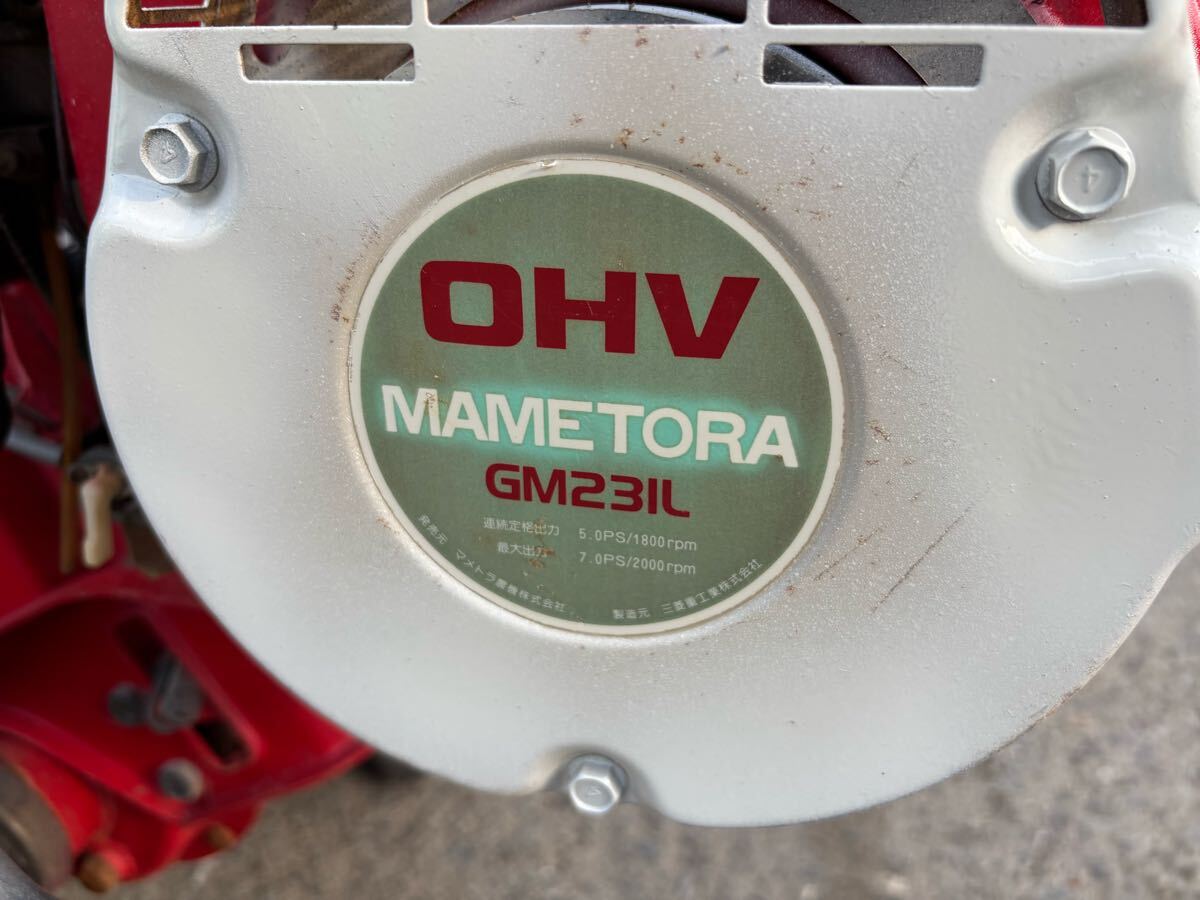 OHV
MAMETORA
GM231L
連続定格出力 5.0PS/1800rpm
最大出力 7.0PS/2000rpm
発売元 マメトラ農機株式会社
製造元 三菱重工業株式会社
4
4